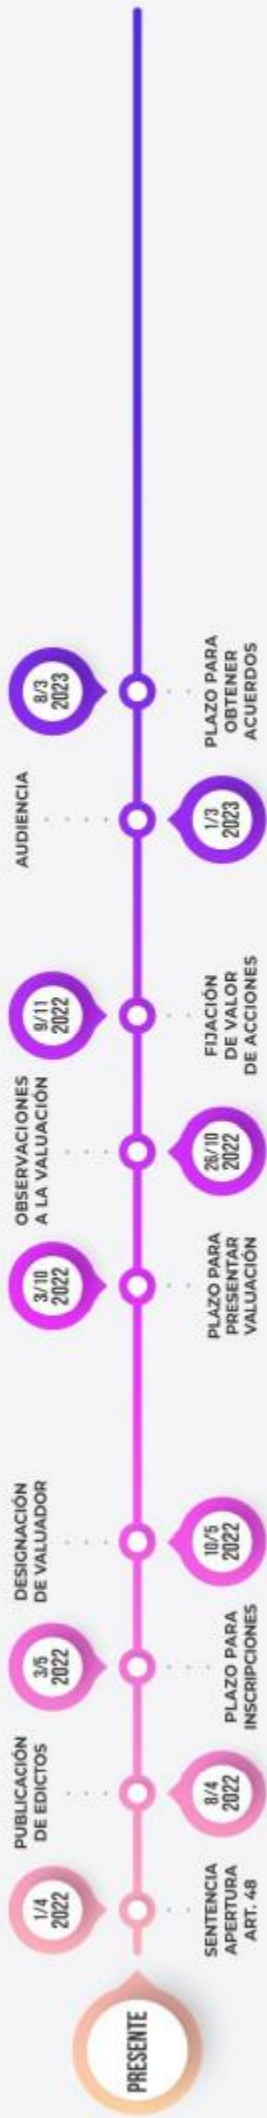 PRESENTE
1/4
2022
SENTENCIA
APERTURA
ART. 48
PUBLICACIÓN
DE EDICTOS
8/4
2022
3/5
2022
PLAZO PARA
INSCRIPCIONES
DESIGNACIÓN
DE VALUADOR
10/5
2022
3/10
2022
PLAZO PARA
PRESENTAR
VALUACIÓN
OBSERVACIONES
A LA VALUACIÓN
26/10
2022
9/11
2022
FIJACIÓN
DE VALOR
DE ACCIONES
AUDIENCIA
1/3
2023
8/3
2023
PLAZO PARA
OBTENER
ACUERDOS